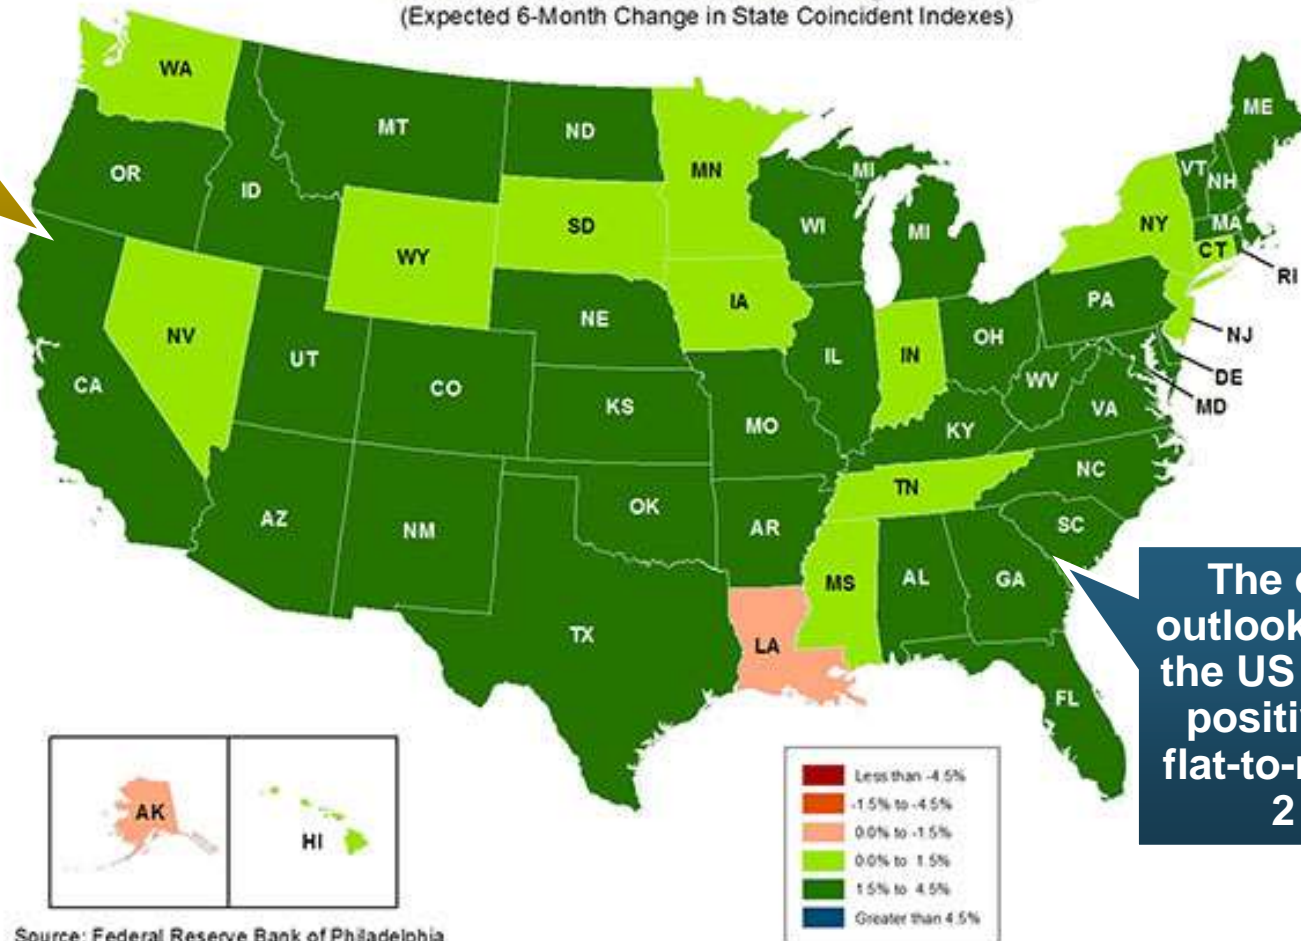 (Expected 6-Month Change in State Coincident Indexes)
WA
MT
ND
MN
ME
OR
ID
SD
WI
MI
MI
VT
NH
NY
MA
CT
RI
WY
IA
NE
PA
NJ
NV
UT
CO
IL
IN
OH
DE
CA
KS
MO
WV
VA
MD
KY
NC
TN
AZ
NM
OK
AR
SC
MS
AL
GA
TX
LA
FL
AK
HI
The
outlook
the US
flat-to-
2
Less than -4.5%
-1.5% to -4.5%
0.0% to -1.5%
0.0% to 1.5%
1.5% to 4.5%
Greater than 4.5%
Source: Federal Reserve Bank of Philadelphia